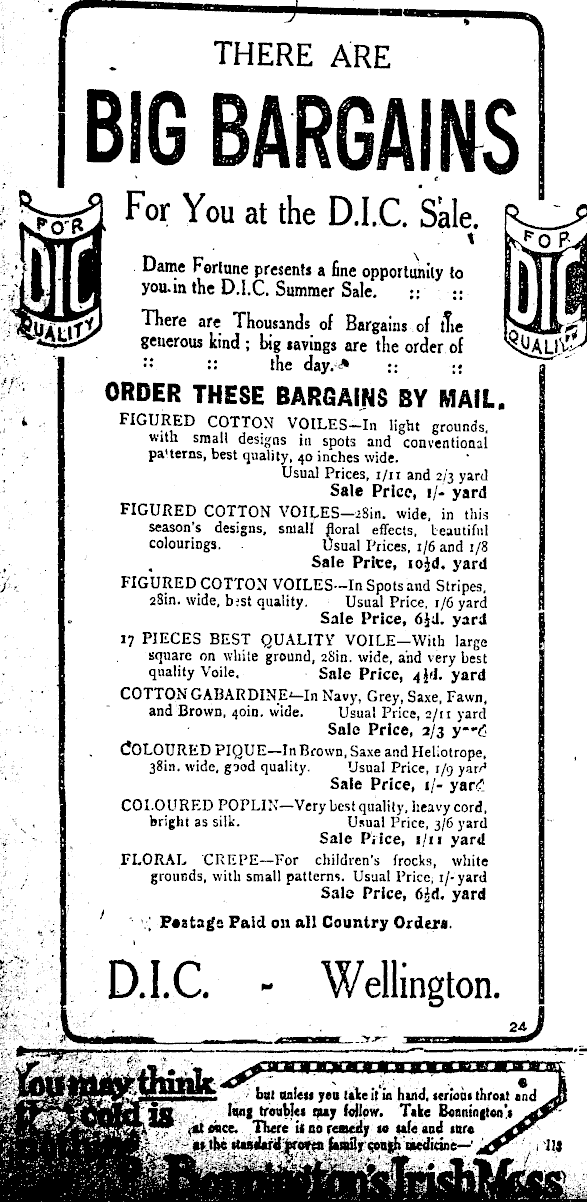 THERE ARE
BIG BARGAINS
For You at the D.I.C. Sale.
FOR
DIC
QUALITY
FOR
DIC
Dame Fortune presents a fine opportunity to
you in the D.I.C. Summer Sale. :: ::
There are Thousands of Bargains of the
generous kind ; big savings are the order of
:: :: the day. :: ::
ORDER THESE BARGAINS BY MAIL.
FIGURED COTTON VOILES—In light grounds,
with small designs in spots and conventional
patterns, best quality, 40 inches wide.
Usual Prices, 1/11 and 2/3 yard
Sale Price, 1/- yard
FIGURED COTTON VOILES—28in. wide, in this
season's designs, small floral effects, beautiful
colourings. Usual Prices, 1/6 and 1/8
Sale Price, 10½d. yard
FIGURED COTTON VOILES—In Spots and Stripes,
28in. wide, best quality. Usual Price, 1/6 yard
Sale Price, 6½d. yard
17 PIECES BEST QUALITY VOILE—With large
square on white ground, 28in. wide, and very best
quality Voile. Sale Price, 4½d. yard
COTTON GABARDINE—In Navy, Grey, Saxe, Fawn,
and Brown, 40in. wide. Usual Price, 2/11 yard
Sale Price, 2/3 yard
COLOURED PIQUE—In Brown, Saxe and Heliotrope,
38in. wide, good quality. Usual Price, 1/9 yard
Sale Price, 1/- yard
COLOURED POPLIN—Very best quality, heavy cord,
bright as silk. Usual Price, 3/6 yard
Sale Price, 1/11 yard
FLORAL CREPE—For children's frocks, white
grounds, with small patterns. Usual Price, 1/- yard
Sale Price, 6½d. yard
Postage Paid on all Country Orders.
D.I.C. - Wellington.
24
You may think
cold is
but unless you take it in hand, serious throat and
lung troubles may follow. Take Bonnington's
at once. There is no remedy so safe and sure
as the standard proven family cough medicine—
113
Bonnington's Irish Moss